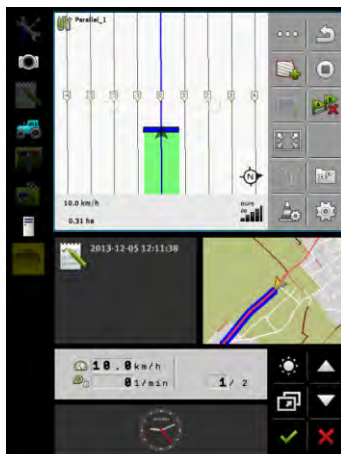 Parallel_1
10.0 km/h
0.31 ha
DGPS
2013-12-05 12:11:38
10.0 km/h
0 1/min
1/ 2